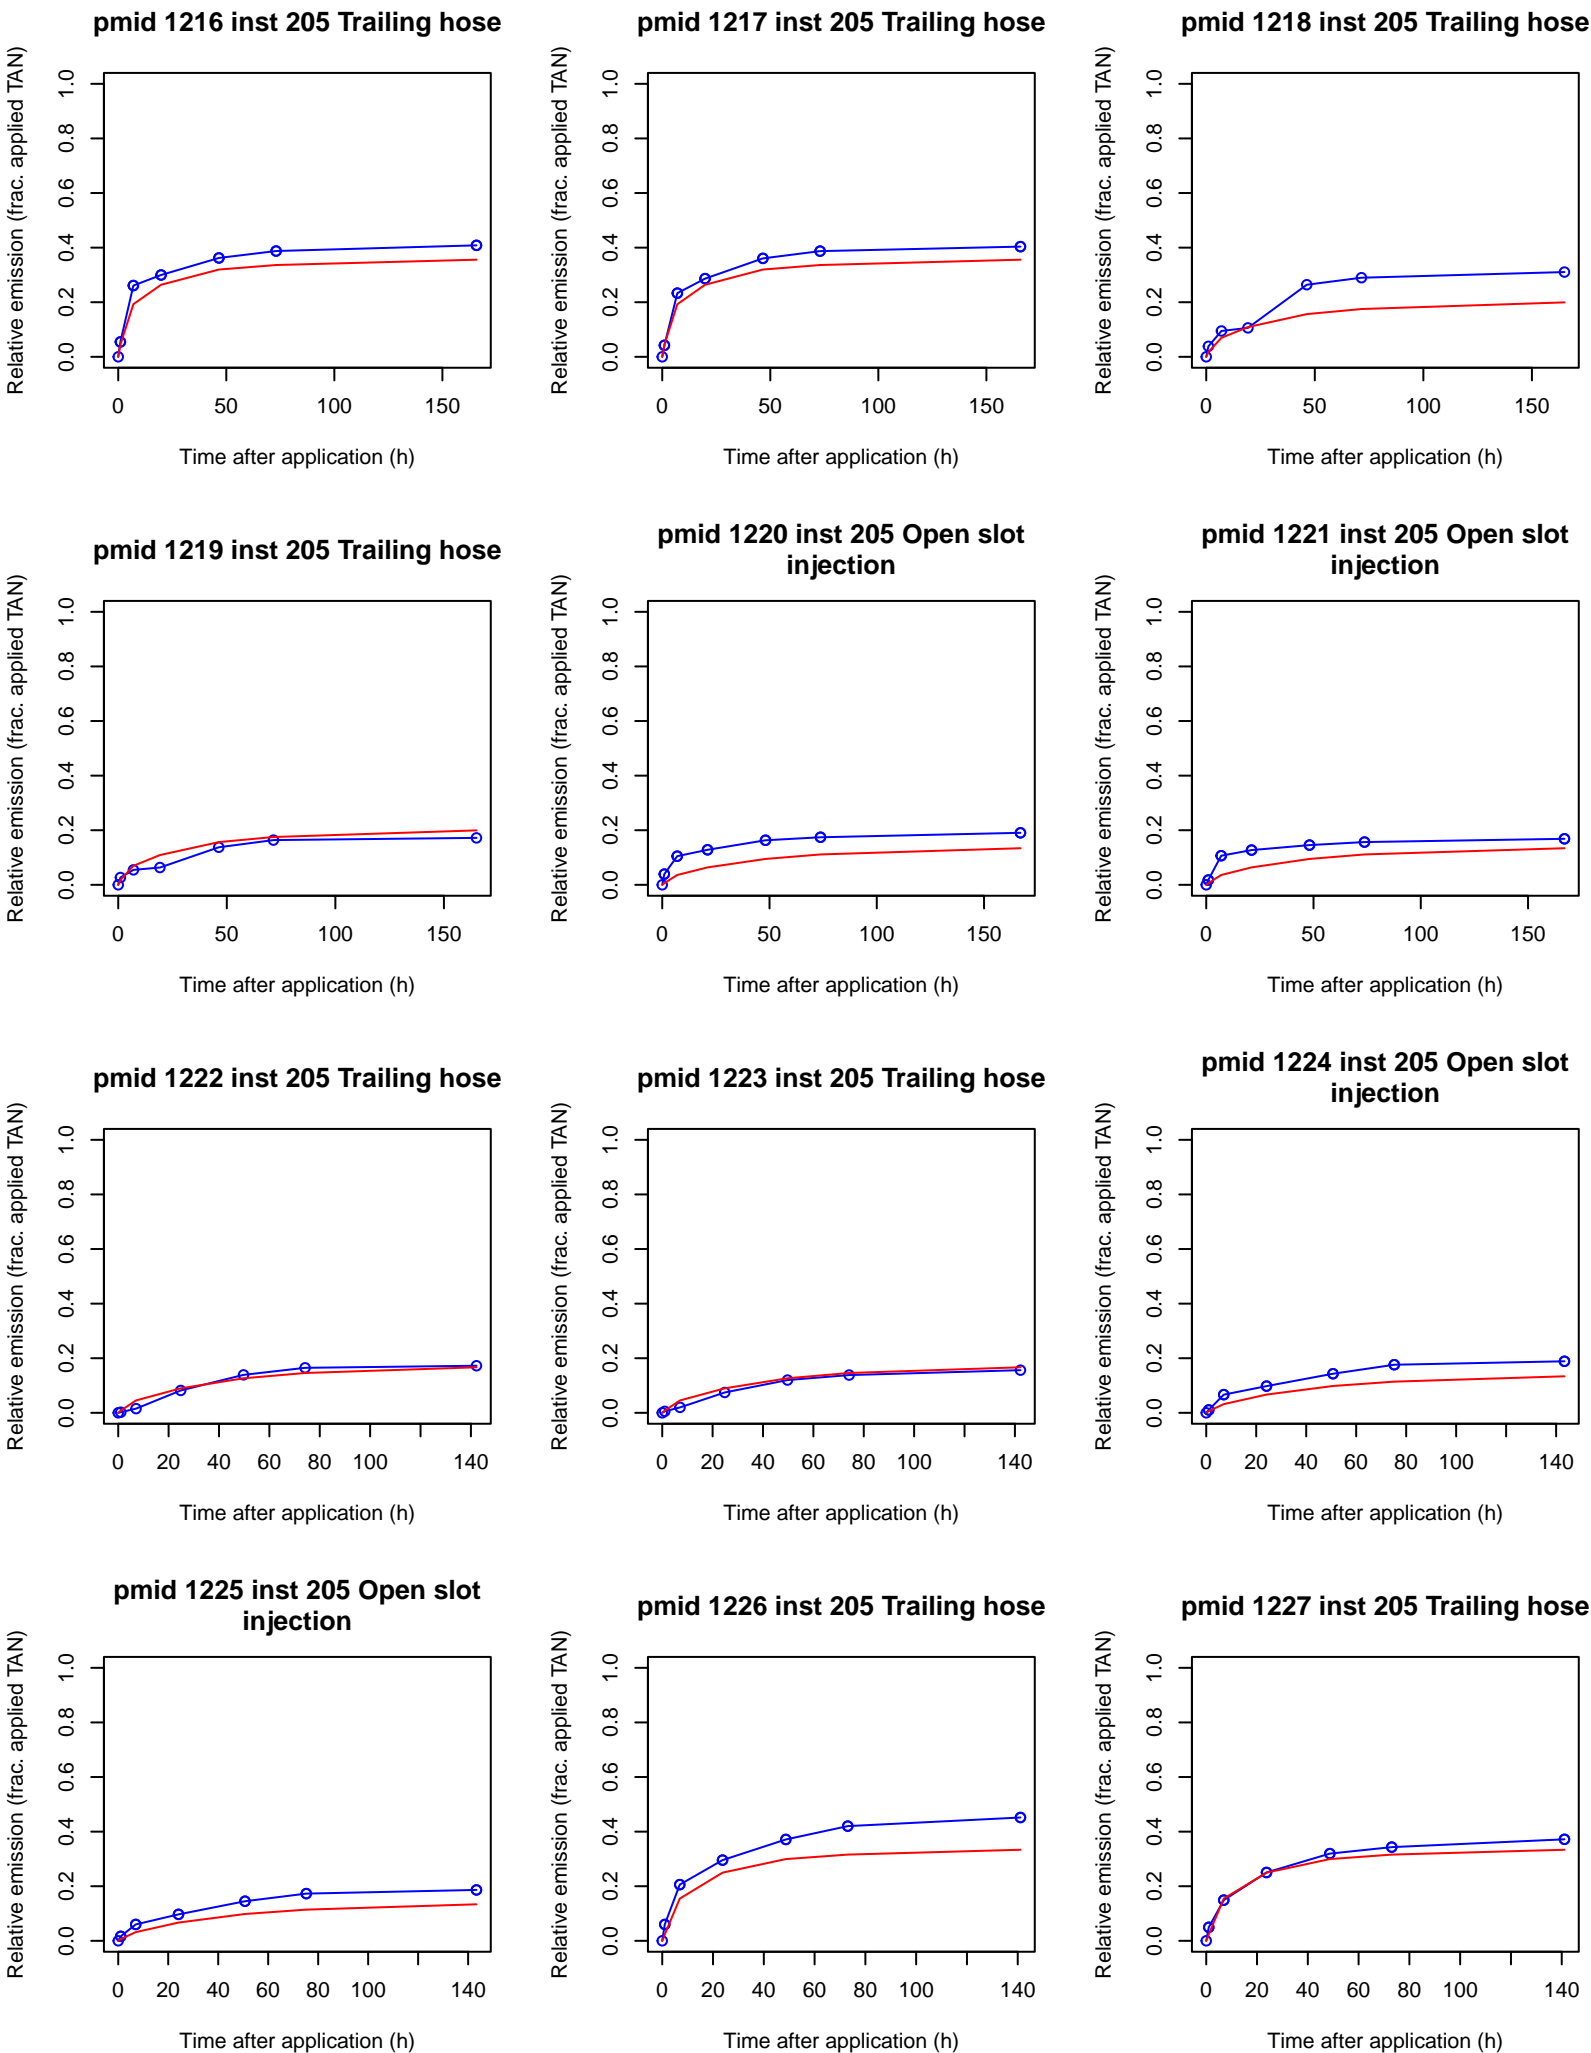 pmid 1216 inst 205 Trailing hose
Relative emission (frac. applied TAN)
1.0
0.8
0.6
0.4
0.2
0.0
0 50 100 150
Time after application (h)
pmid 1217 inst 205 Trailing hose
Relative emission (frac. applied TAN)
1.0
0.8
0.6
0.4
0.2
0.0
0 50 100 150
Time after application (h)
pmid 1218 inst 205 Trailing hose
Relative emission (frac. applied TAN)
1.0
0.8
0.6
0.4
0.2
0.0
0 50 100 150
Time after application (h)
pmid 1219 inst 205 Trailing hose
Relative emission (frac. applied TAN)
1.0
0.8
0.6
0.4
0.2
0.0
0 50 100 150
Time after application (h)
pmid 1220 inst 205 Open slot
injection
Relative emission (frac. applied TAN)
1.0
0.8
0.6
0.4
0.2
0.0
0 50 100 150
Time after application (h)
pmid 1221 inst 205 Open slot
injection
Relative emission (frac. applied TAN)
1.0
0.8
0.6
0.4
0.2
0.0
0 50 100 150
Time after application (h)
pmid 1222 inst 205 Trailing hose
Relative emission (frac. applied TAN)
1.0
0.8
0.6
0.4
0.2
0.0
0 20 40 60 80 100 140
Time after application (h)
pmid 1223 inst 205 Trailing hose
Relative emission (frac. applied TAN)
1.0
0.8
0.6
0.4
0.2
0.0
0 20 40 60 80 100 140
Time after application (h)
pmid 1224 inst 205 Open slot
injection
Relative emission (frac. applied TAN)
1.0
0.8
0.6
0.4
0.2
0.0
0 20 40 60 80 100 140
Time after application (h)
pmid 1225 inst 205 Open slot
injection
Relative emission (frac. applied TAN)
1.0
0.8
0.6
0.4
0.2
0.0
0 20 40 60 80 100 140
Time after application (h)
pmid 1226 inst 205 Trailing hose
Relative emission (frac. applied TAN)
1.0
0.8
0.6
0.4
0.2
0.0
0 20 40 60 80 100 140
Time after application (h)
pmid 1227 inst 205 Trailing hose
Relative emission (frac. applied TAN)
1.0
0.8
0.6
0.4
0.2
0.0
0 20 40 60 80 100 140
Time after application (h)